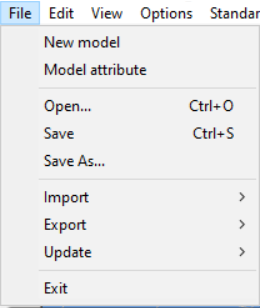 File Edit View Options Standar
New model
Model attribute
Open... Ctrl+O
Save Ctrl+S
Save As...
Import >
Export >
Update >
Exit